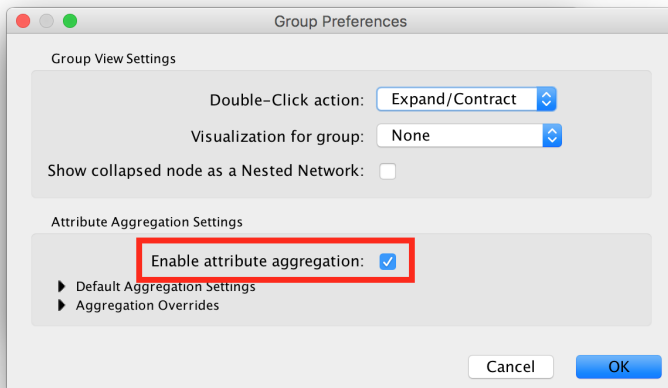 Group Preferences
Group View Settings
Double-Click action: Expand/Contract
Visualization for group: None
Show collapsed node as a Nested Network:
Attribute Aggregation Settings
Enable attribute aggregation:
Default Aggregation Settings
Aggregation Overrides
Cancel OK